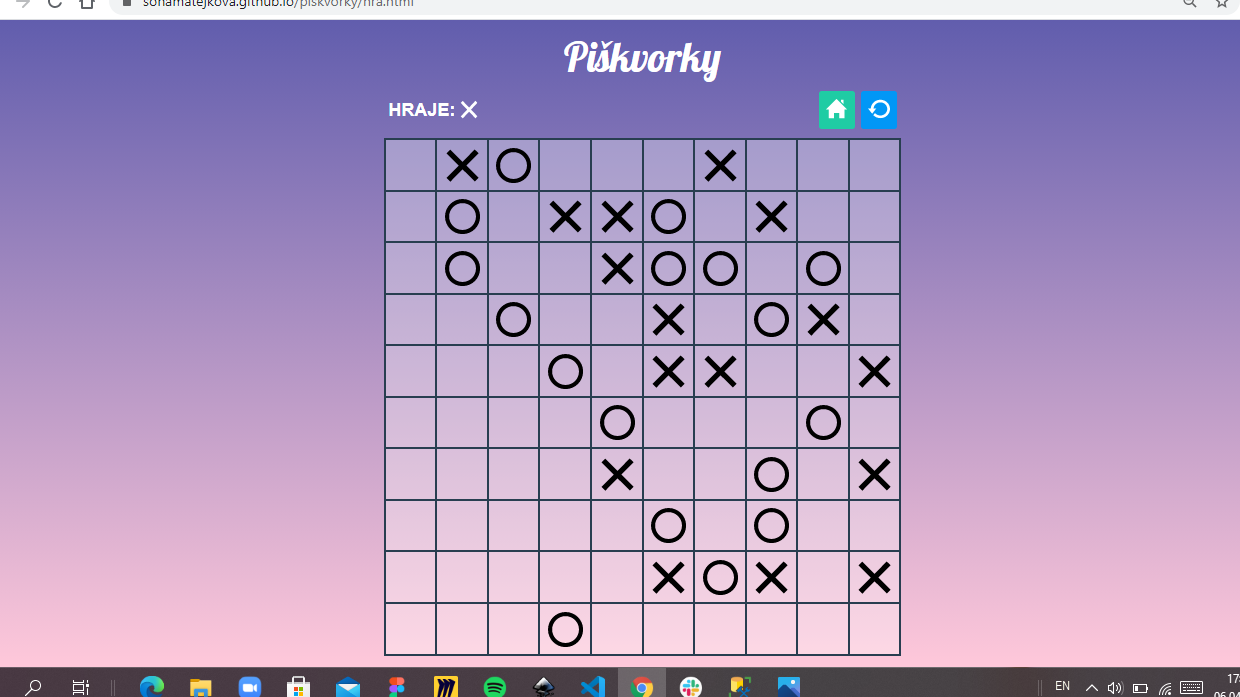 sonamatejkova.github.io/piskvorky/hra.html
Piškvorky
HRAJE: ×
× ○ ×
○ × × ○ ×
○ × ○ ○ ○
○ × ○ ×
○ × × ×
○ ○
× ○ ×
○ ○
× ○ × ×
○
EN